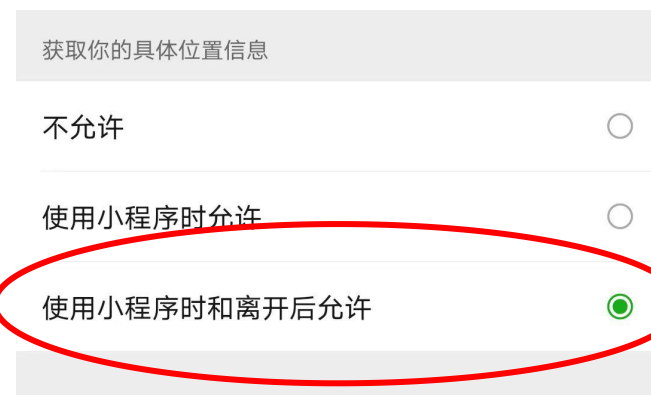 获取你的具体位置信息
不允许
使用小程序时允许
使用小程序时和离开后允许